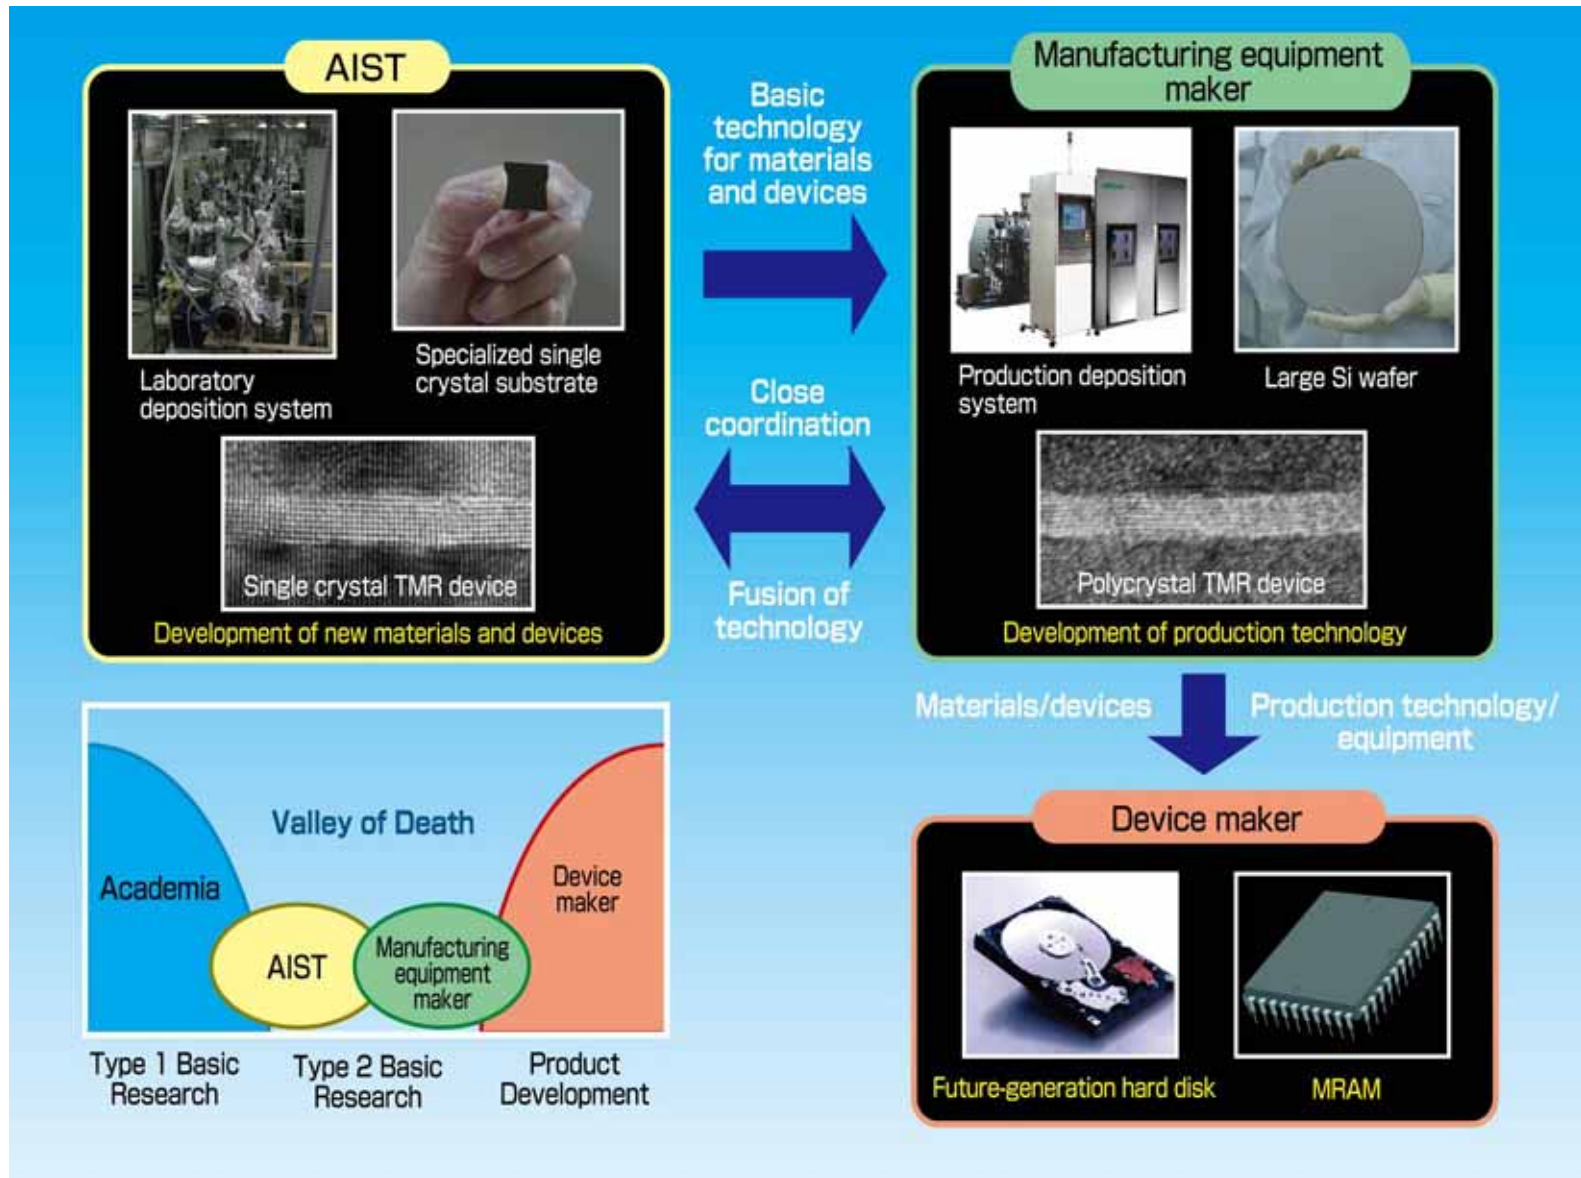 AIST
Laboratory
deposition system
Specialized single
crystal substrate
Single crystal TMR device
Development of new materials and devices
Basic
technology
for materials
and devices
Close
coordination
Fusion of
technology
Manufacturing equipment
maker
Production deposition
system
Large Si wafer
Polycrystal TMR device
Development of production technology
Materials/devices
Production technology/
equipment
Device maker
Future-generation hard disk
MRAM
Valley of Death
Academia
AIST
Manufacturing
equipment
maker
Device
maker
Type 1 Basic
Research
Type 2 Basic
Research
Product
Development